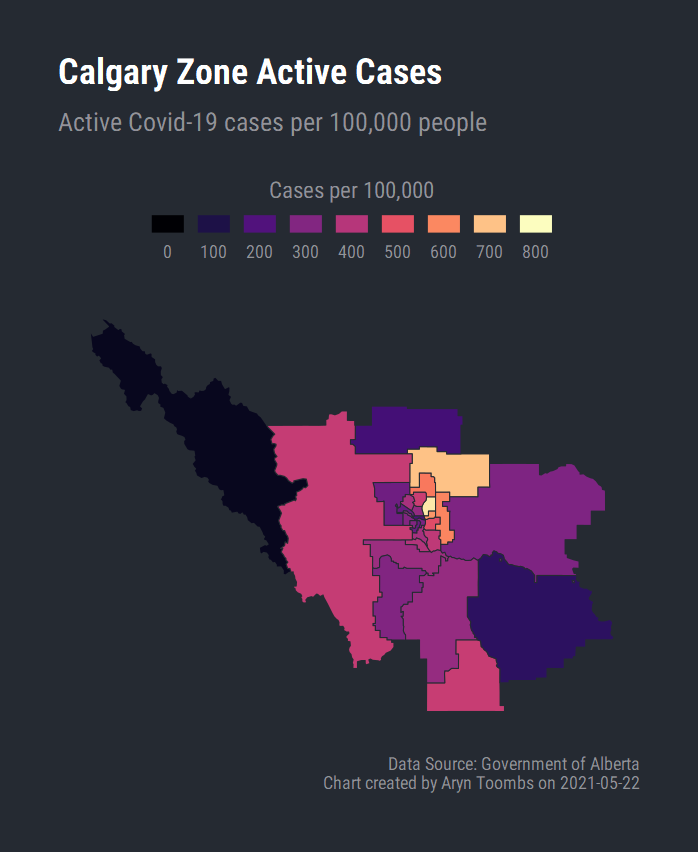 Calgary Zone Active Cases
Active Covid-19 cases per 100,000 people
Cases per 100,000
0 100 200 300 400 500 600 700 800
Data Source: Government of Alberta
Chart created by Aryn Toombs on 2021-05-22